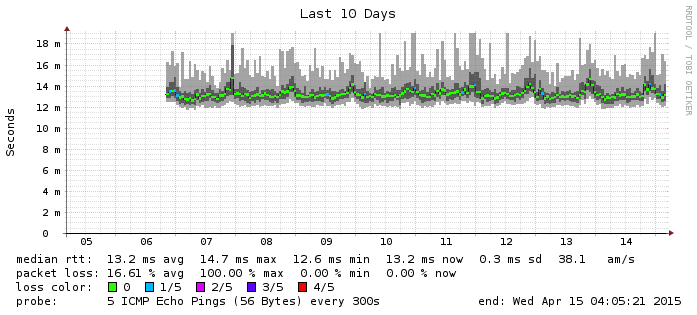 Last 10 Days
RRDTOOL / TOBI OETIKER
Seconds
18 m
16 m
14 m
12 m
10 m
8 m
6 m
4 m
2 m
0
05 06 07 08 09 10 11 12 13 14
median rtt: 13.2 ms avg 14.7 ms max 12.6 ms min 13.2 ms now 0.3 ms sd 38.1 am/s
packet loss: 16.61 % avg 100.00 % max 0.00 % min 0.00 % now
loss color: 0 1/5 2/5 3/5 4/5
probe: 5 ICMP Echo Pings (56 Bytes) every 300s end: Wed Apr 15 04:05:21 2015